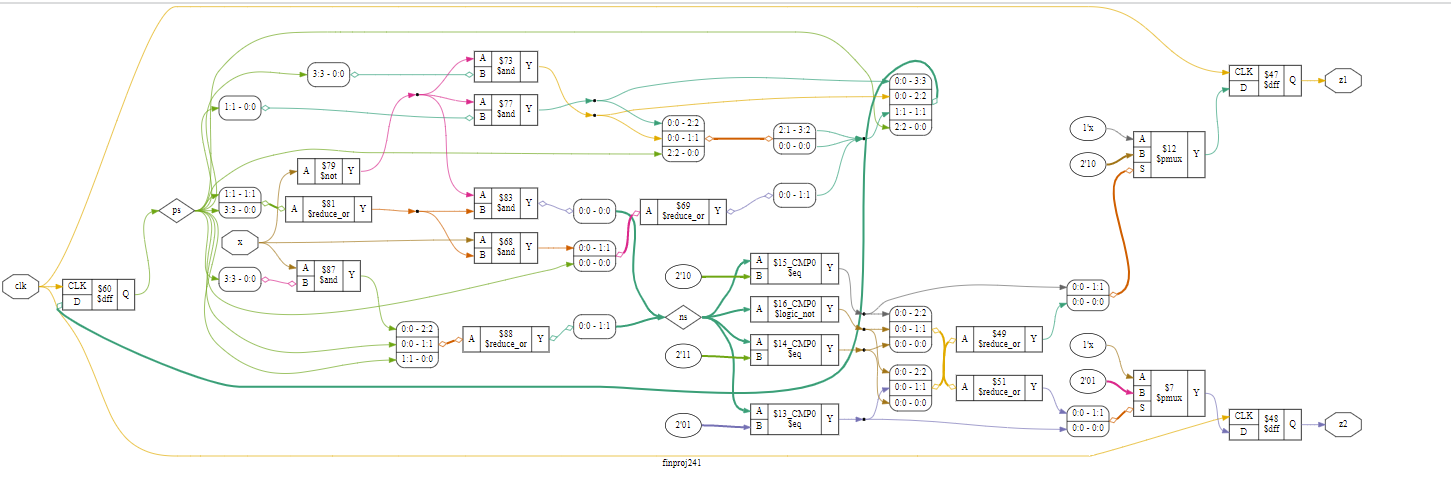 clk
CLK
D
$60
$dff
Q
ps
3:3 - 0:0
1:1 - 0:0
1:1 - 1:1
3:3 - 0:0
x
3:3 - 0:0
A
$79
$not
Y
A
$81
$reduce_or
Y
A
B
$87
$and
Y
0:0 - 2:2
0:0 - 1:1
1:1 - 0:0
A
B
$73
$and
Y
A
B
$77
$and
Y
A
B
$83
$and
Y
A
B
$68
$and
Y
A
$88
$reduce_or
Y
0:0 - 0:0
0:0 - 1:1
0:0 - 0:0
0:0 - 1:1
0:0 - 2:2
0:0 - 1:1
2:2 - 0:0
A
$69
$reduce_or
Y
2'10
ns
2'11
2'01
2:1 - 3:2
0:0 - 0:0
0:0 - 1:1
A
B
$15_CMP0
$eq
Y
A
$16_CMP0
$logic_not
Y
A
B
$14_CMP0
$eq
Y
A
B
$13_CMP0
$eq
Y
0:0 - 3:3
0:0 - 2:2
1:1 - 1:1
2:2 - 0:0
0:0 - 2:2
0:0 - 1:1
0:0 - 0:0
0:0 - 2:2
0:0 - 1:1
0:0 - 0:0
A
$49
$reduce_or
Y
A
$51
$reduce_or
Y
1'x
2'10
0:0 - 1:1
0:0 - 0:0
1'x
2'01
0:0 - 1:1
0:0 - 0:0
A
B
S
$12
$pmux
Y
A
B
S
$7
$pmux
Y
CLK
D
$47
$dff
Q
z1
CLK
D
$48
$dff
Q
z2
finproj241